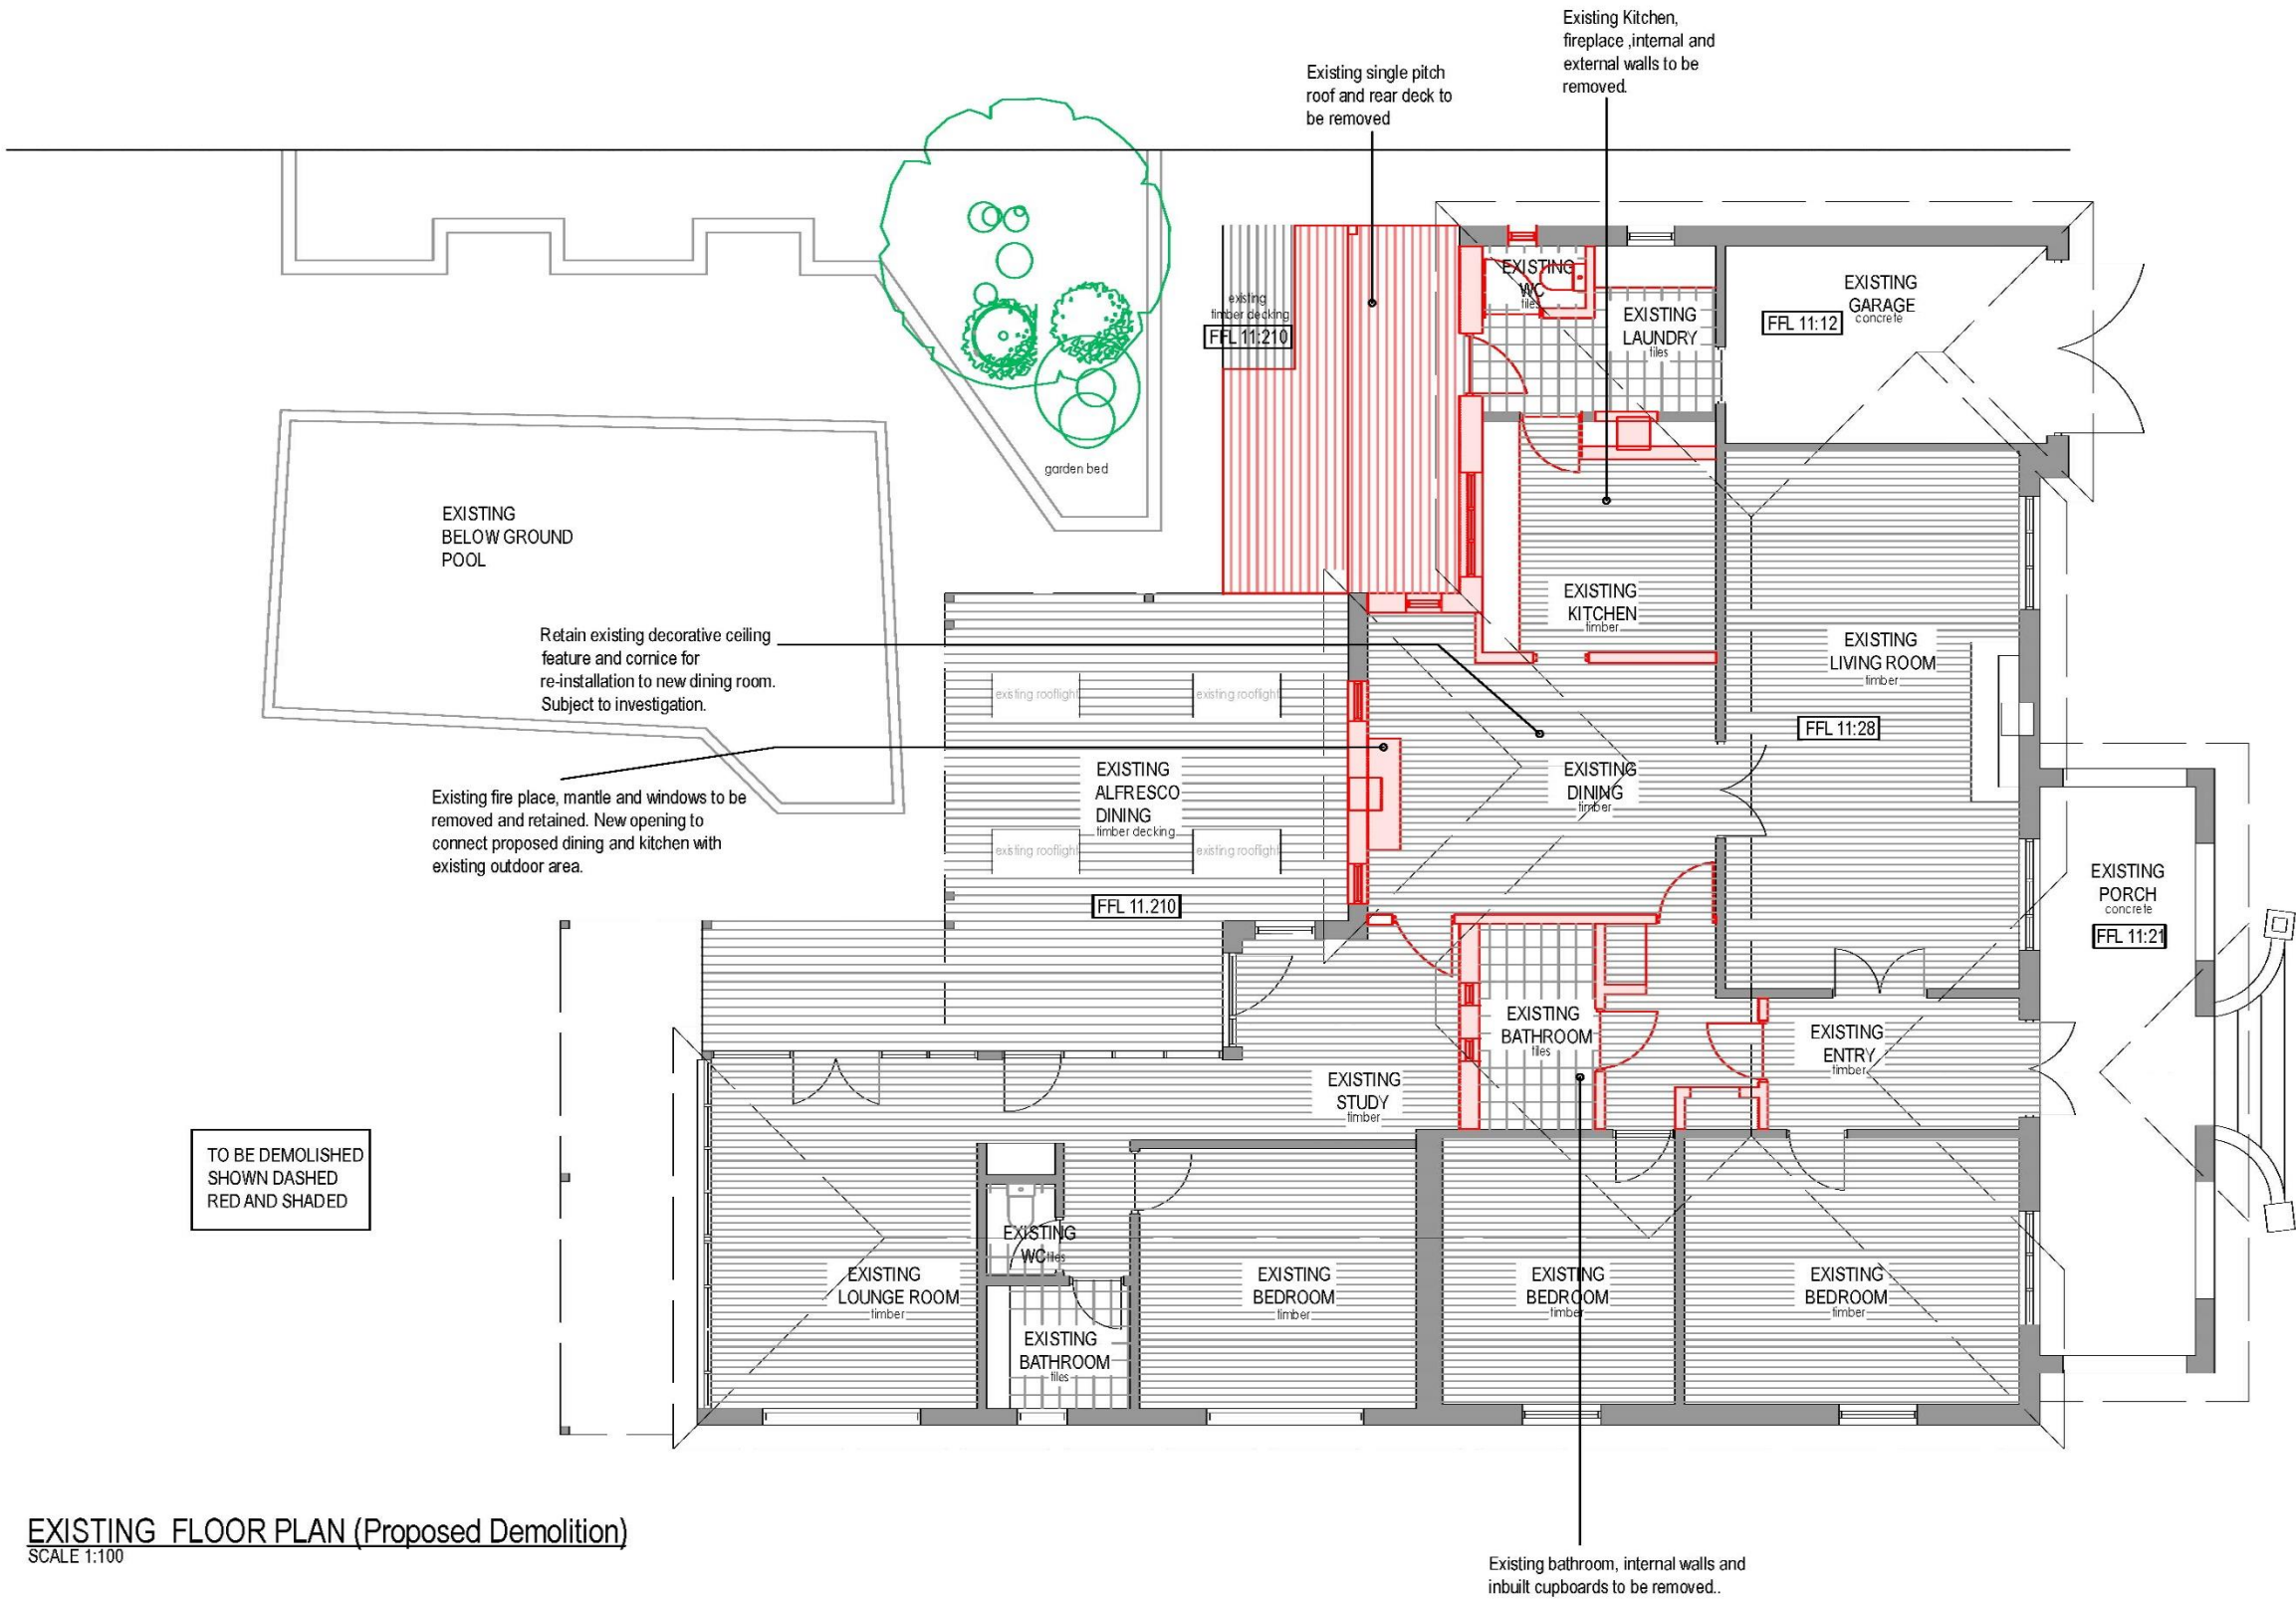 Existing Kitchen,
fireplace ,internal and
external walls to be
removed.
Existing single pitch
roof and rear deck to
be removed
EXISTING
WC
tiles
EXISTING
LAUNDRY
tiles
EXISTING
GARAGE
concrete
FFL 11:12
existing
timber decking
FFL 11:210
garden bed
EXISTING
BELOW GROUND
POOL
EXISTING
KITCHEN
timber
EXISTING
LIVING ROOM
timber
FFL 11:28
Retain existing decorative ceiling
feature and cornice for
re-installation to new dining room.
Subject to investigation.
existing rooflight
existing rooflight
EXISTING
ALFRESCO
DINING
timber decking
EXISTING
DINING
timber
Existing fire place, mantle and windows to be
removed and retained. New opening to
connect proposed dining and kitchen with
existing outdoor area.
existing rooflight
existing rooflight
FFL 11.210
EXISTING
PORCH
concrete
FFL 11:21
EXISTING
BATHROOM
tiles
EXISTING
ENTRY
timber
EXISTING
STUDY
timber
TO BE DEMOLISHED
SHOWN DASHED
RED AND SHADED
EXISTING
WC tiles
EXISTING
LOUNGE ROOM
timber
EXISTING
BATHROOM
tiles
EXISTING
BEDROOM
timber
EXISTING
BEDROOM
timber
EXISTING
BEDROOM
timber
EXISTING FLOOR PLAN (Proposed Demolition)
SCALE 1:100
Existing bathroom, internal walls and
inbuilt cupboards to be removed..